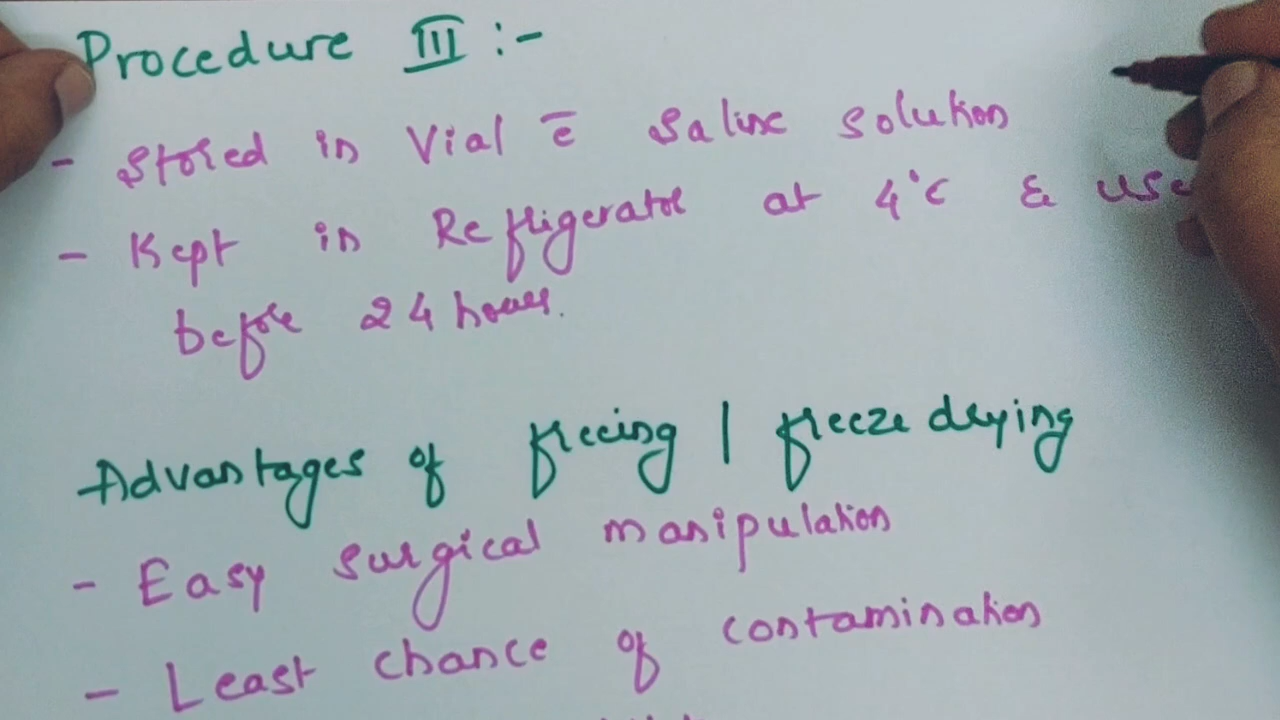 Procedure III :-
- Stored in Vial c̅ Saline Solution
- Kept in Refrigerator at 4°c & use
before 24 hours.
Advantages of freeing / freeze drying
- Easy surgical manipulation
- Least chance of contamination